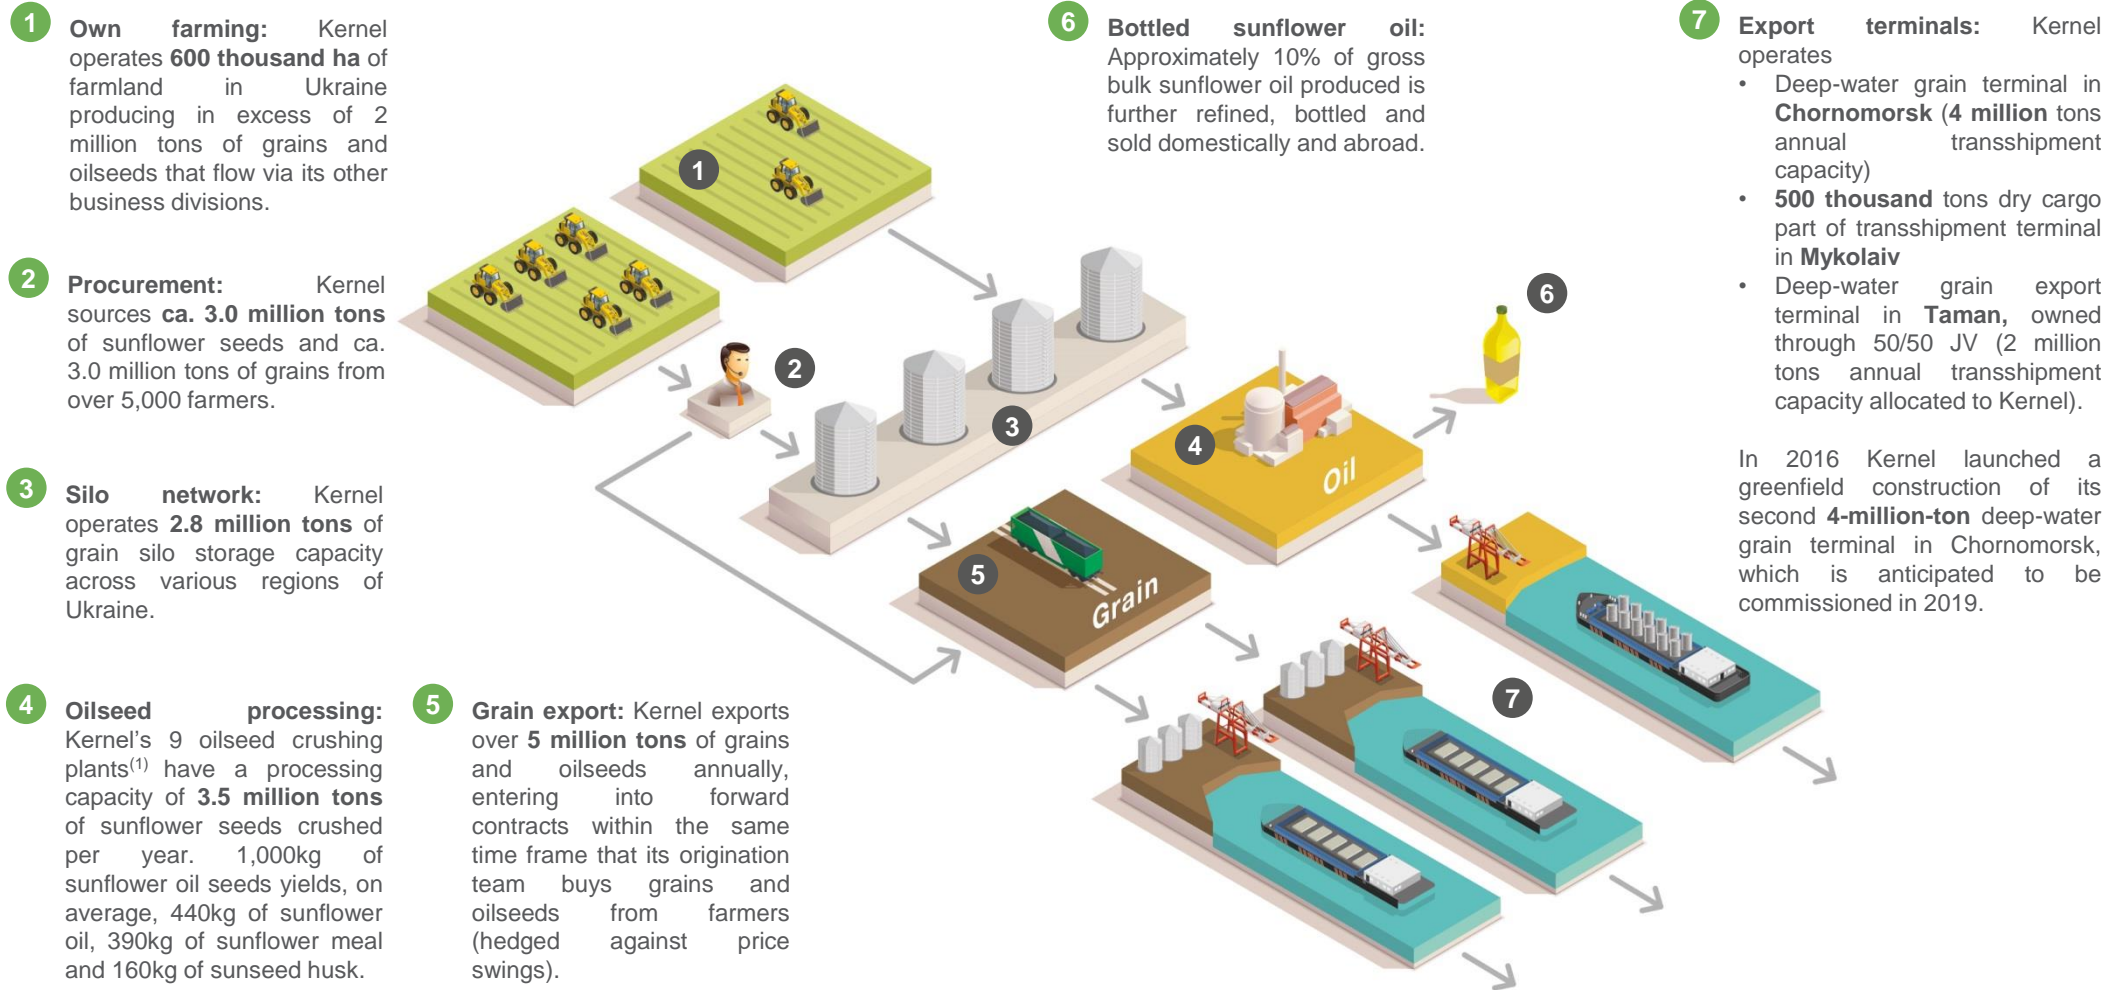 1
Own farming: Kernel
operates 600 thousand ha of
farmland in Ukraine
producing in excess of 2
million tons of grains and
oilseeds that flow via its other
business divisions.
2
Procurement: Kernel
sources ca. 3.0 million tons
of sunflower seeds and ca.
3.0 million tons of grains from
over 5,000 farmers.
3
Silo network: Kernel
operates 2.8 million tons of
grain silo storage capacity
across various regions of
Ukraine.
4
Oilseed processing:
Kernel’s 9 oilseed crushing
plants(1) have a processing
capacity of 3.5 million tons
of sunflower seeds crushed
per year. 1,000kg of
sunflower oil seeds yields, on
average, 440kg of sunflower
oil, 390kg of sunflower meal
and 160kg of sunseed husk.
5
Grain export: Kernel exports
over 5 million tons of grains
and oilseeds annually,
entering into forward
contracts within the same
time frame that its origination
team buys grains and
oilseeds from farmers
(hedged against price
swings).
6
Bottled sunflower oil:
Approximately 10% of gross
bulk sunflower oil produced is
further refined, bottled and
sold domestically and abroad.
7
Export terminals: Kernel
operates
• Deep-water grain terminal in
Chornomorsk (4 million tons
annual transshipment
capacity)
• 500 thousand tons dry cargo
part of transshipment terminal
in Mykolaiv
• Deep-water grain export
terminal in Taman, owned
through 50/50 JV (2 million
tons annual transshipment
capacity allocated to Kernel).
In 2016 Kernel launched a
greenfield construction of its
second 4-million-ton deep-water
grain terminal in Chornomorsk,
which is anticipated to be
commissioned in 2019.
1
2
3
4
Oil
5
Grain
6
7